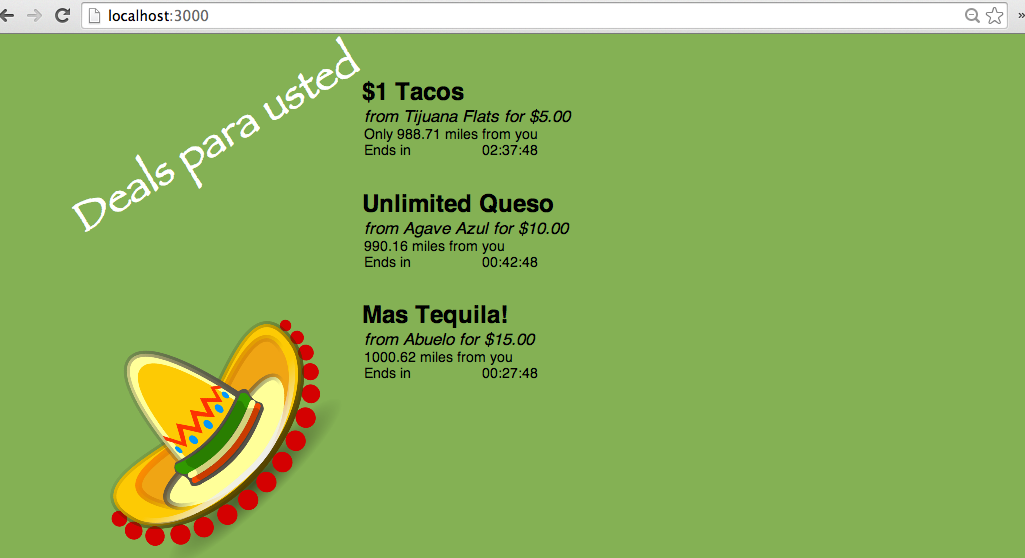 localhost:3000
Deals para usted
$1 Tacos
from Tijuana Flats for $5.00
Only 988.71 miles from you
Ends in 02:37:48
Unlimited Queso
from Agave Azul for $10.00
990.16 miles from you
Ends in 00:42:48
Mas Tequila!
from Abuelo for $15.00
1000.62 miles from you
Ends in 00:27:48